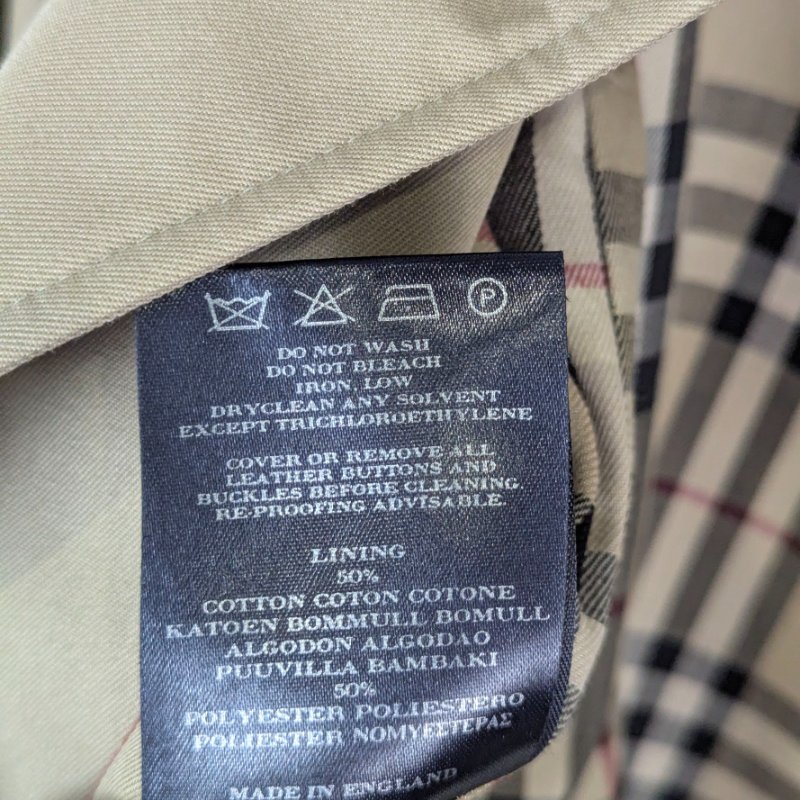 P
DO NOT WASH
DO NOT BLEACH
IRON LOW
DRYCLEAN ANY SOLVENT
EXCEPT TRICHLOROETHYLENE
COVER OR REMOVE ALL
LEATHER BUTTONS AND
BUCKLES BEFORE CLEANING.
RE-PROOFING ADVISABLE.
LINING
50%
COTTON COTON COTONE
KATOEN BOMMULL BOMULL
ALGODON ALGODAO
PUUVILLA BAMBAKI
50%
POLYESTER POLIESTERO
POLIESTER ΝΟΜΥΕΣΤΕΡΑΣ
MADE IN ENGLAND